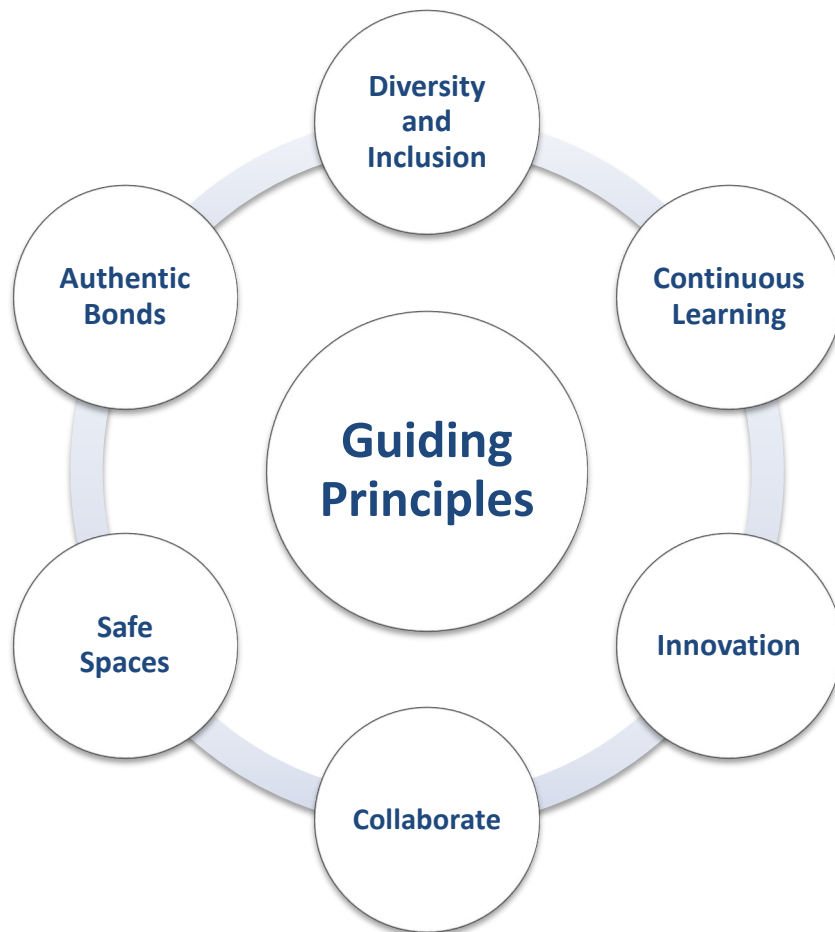 Diversity
and
Inclusion
Authentic
Bonds
Continuous
Learning
Guiding
Principles
Safe
Spaces
Innovation
Collaborate